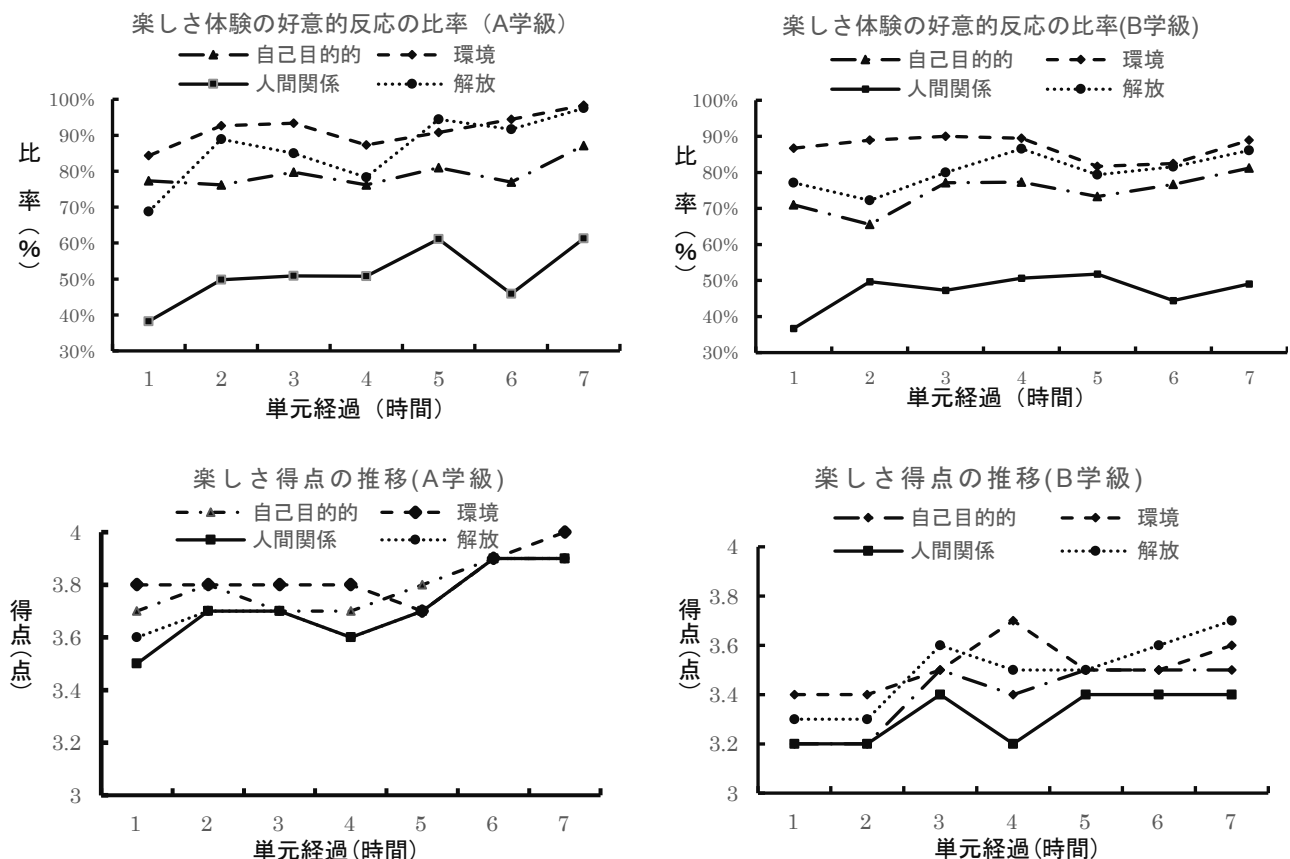 楽しさ体験の好意的反応の比率（A学級）
自己目的的 環境
人間関係 解放
100%
90%
80%
70%
60%
50%
40%
30%
比率（%）
1 2 3 4 5 6 7
単元経過（時間）
楽しさ体験の好意的反応の比率(B学級)
自己目的的 環境
人間関係 解放
100%
90%
80%
70%
60%
50%
40%
30%
比率（%）
1 2 3 4 5 6 7
単元経過（時間）
楽しさ得点の推移(A学級)
自己目的的 環境
人間関係 解放
4
3.8
3.6
3.4
3.2
3
得点（点）
1 2 3 4 5 6 7
単元経過(時間)
楽しさ得点の推移(B学級)
自己目的的 環境
人間関係 解放
4
3.8
3.6
3.4
3.2
3
得点（点）
1 2 3 4 5 6 7
単元経過(時間)